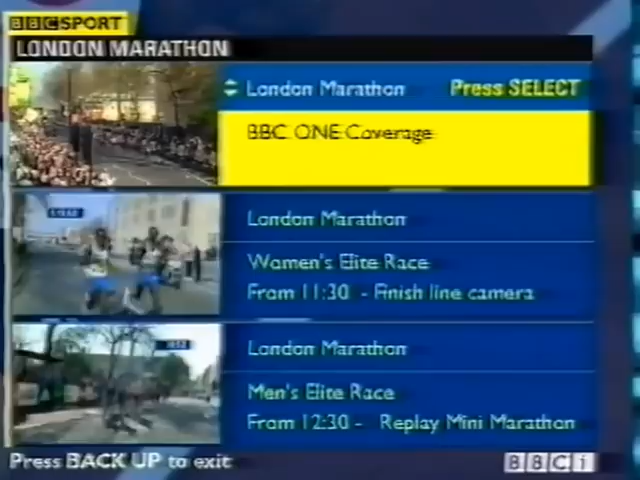 BBC SPORT
LONDON MARATHON
London Marathon Press SELECT
BBC ONE Coverage
London Marathon
Women's Elite Race
From 11:30 - Finish line camera
London Marathon
Men's Elite Race
From 12:30 - Replay Mini Marathon
Press BACK UP to exit
BBCi